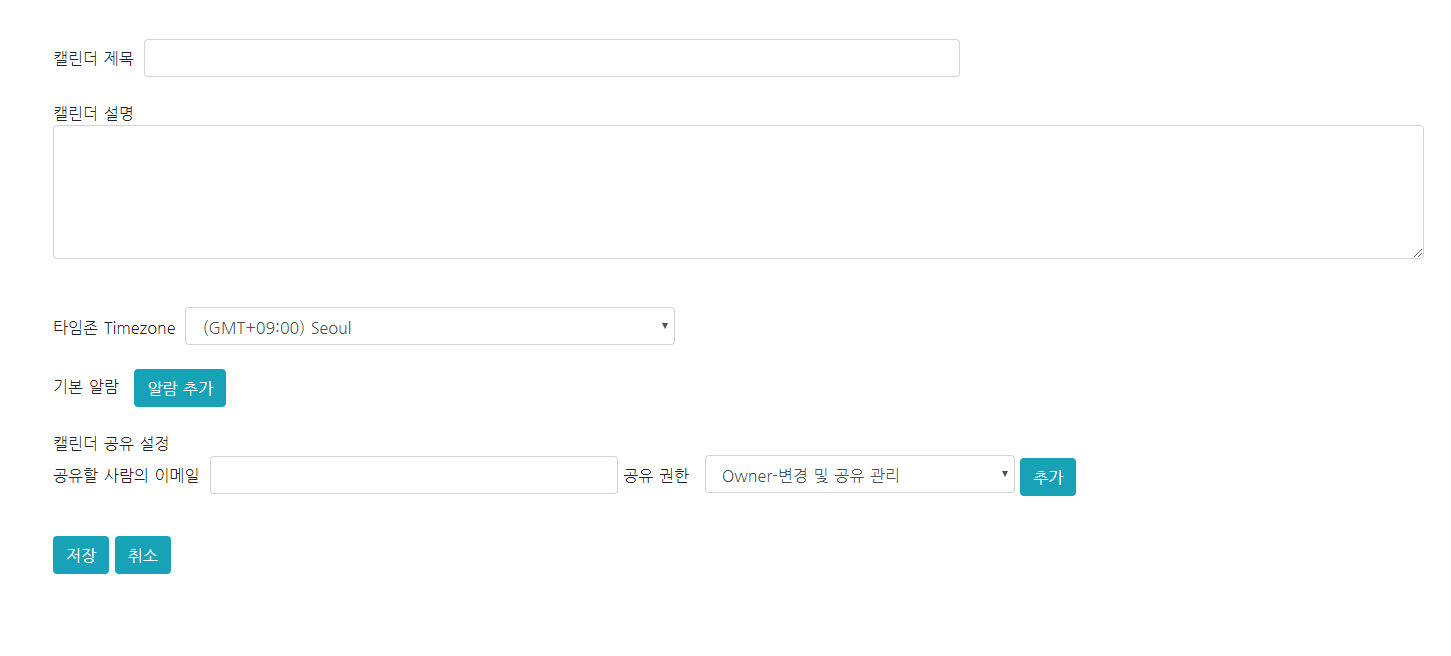 캘린더 제목
캘린더 설명
타임존 Timezone (GMT+09:00) Seoul
기본 알람 알람 추가
캘린더 공유 설정
공유할 사람의 이메일 공유 권한 Owner-변경 및 공유 관리 추가
저장 취소